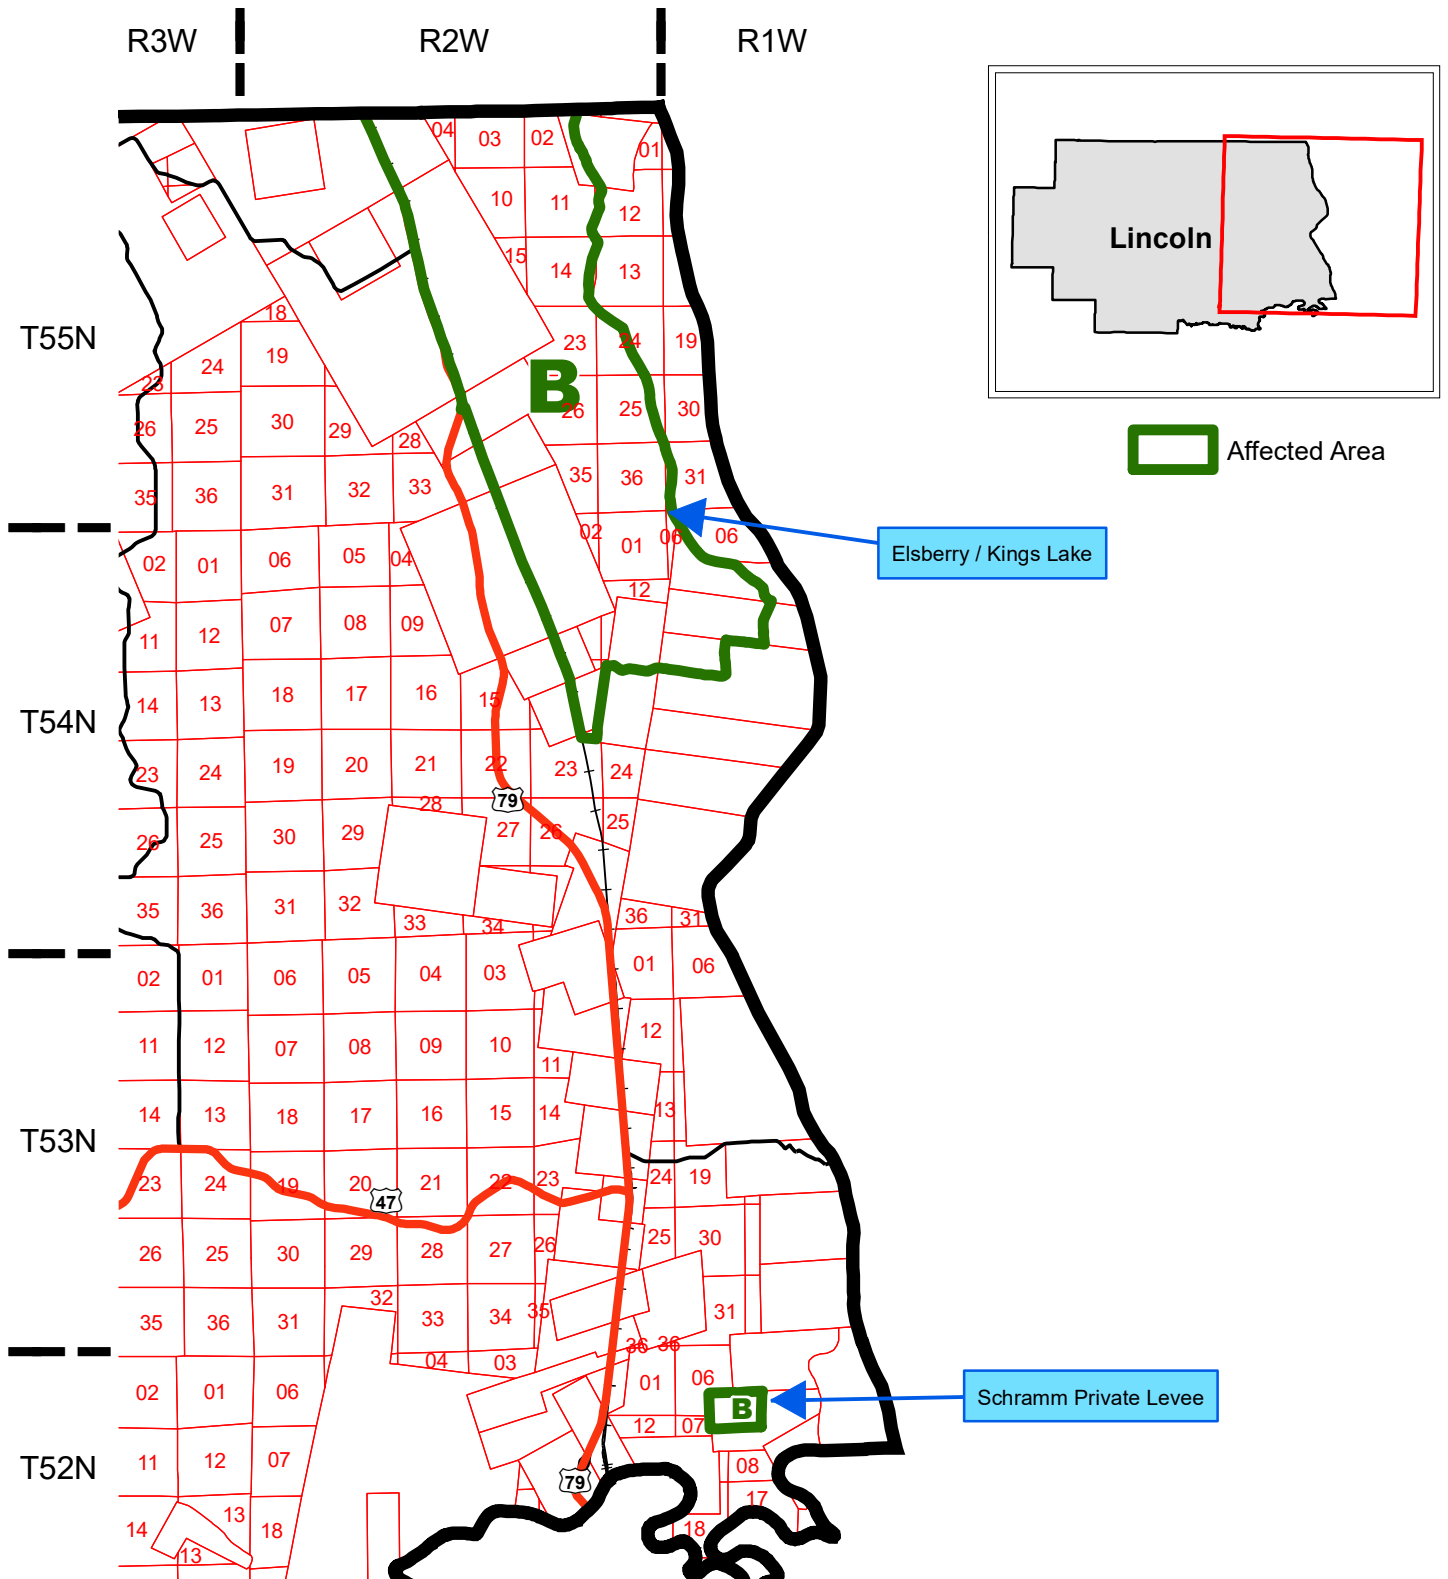 R3W R2W R1W
04 03 02 01
10 11 12
15 14 13
Lincoln
T55N
18
24 19 23 24 19
23
B
26 25 30 29 28 26 25 30
Affected Area
35 36 31 32 33 35 36 31
02 01 06 06
Elsberry / Kings Lake
02 01 06 05 04
12
11 12 07 08 09
14 13 18 17 16 15
T54N
23 24 19 20 21 22 23 24
28
79
26 25 30 29 27 26 25
35 36 31 32 33 34 36 31
02 01 06 05 04 03 01 06
11 12 07 08 09 10 11 12
14 13 18 17 16 15 14 13
T53N
23 24 19 20 21 22 23 24 19
47
26 25 30 29 28 27 26 25 30
35 36 31 32 33 34 35 31
36 36
04 03
02 01 06 01 06
B
Schramm Private Levee
12 07
11 12 07 08
T52N
79
17
14 13 18 18
13